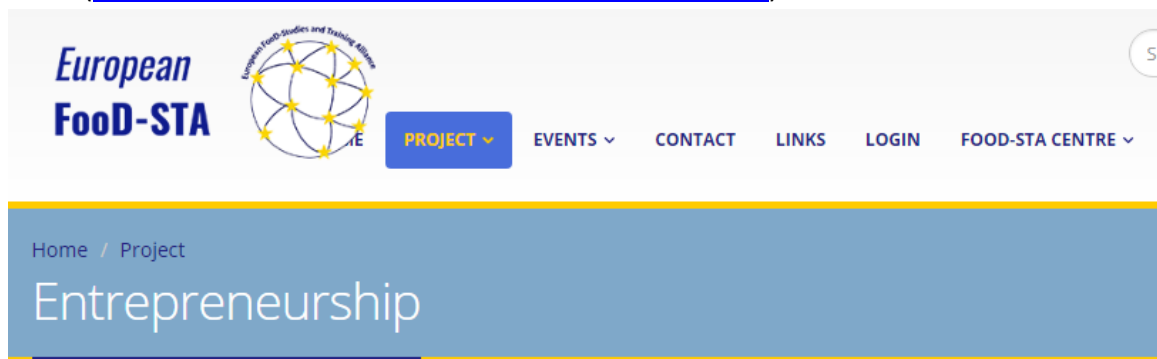 European FooD-Studies and Training Alliance
European
FooD-STA
PROJECT
EVENTS
CONTACT
LINKS
LOGIN
FOOD-STA CENTRE
Home / Project
Entrepreneurship